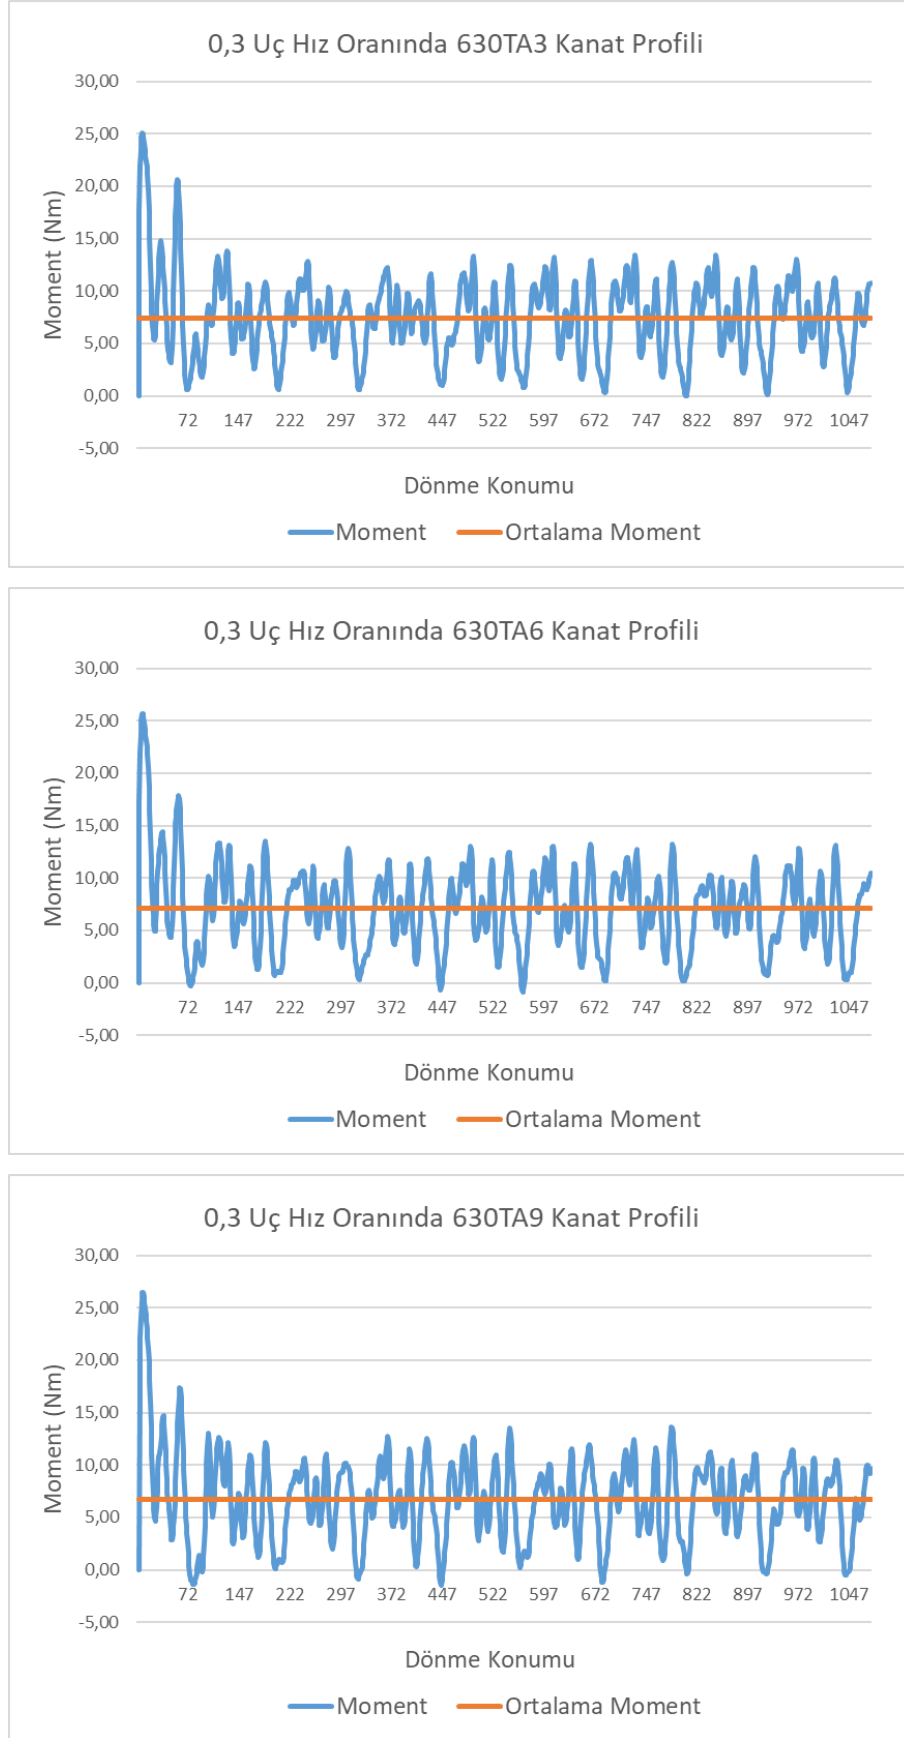 0,3 Uç Hız Oranında 630TA3 Kanat Profili
30,00
25,00
20,00
15,00
10,00
5,00
0,00
-5,00
Moment (Nm)
72 147 222 297 372 447 522 597 672 747 822 897 972 1047
Dönme Konumu
Moment Ortalama Moment
0,3 Uç Hız Oranında 630TA6 Kanat Profili
30,00
25,00
20,00
15,00
10,00
5,00
0,00
-5,00
Moment (Nm)
72 147 222 297 372 447 522 597 672 747 822 897 972 1047
Dönme Konumu
Moment Ortalama Moment
0,3 Uç Hız Oranında 630TA9 Kanat Profili
30,00
25,00
20,00
15,00
10,00
5,00
0,00
-5,00
Moment (Nm)
72 147 222 297 372 447 522 597 672 747 822 897 972 1047
Dönme Konumu
Moment Ortalama Moment